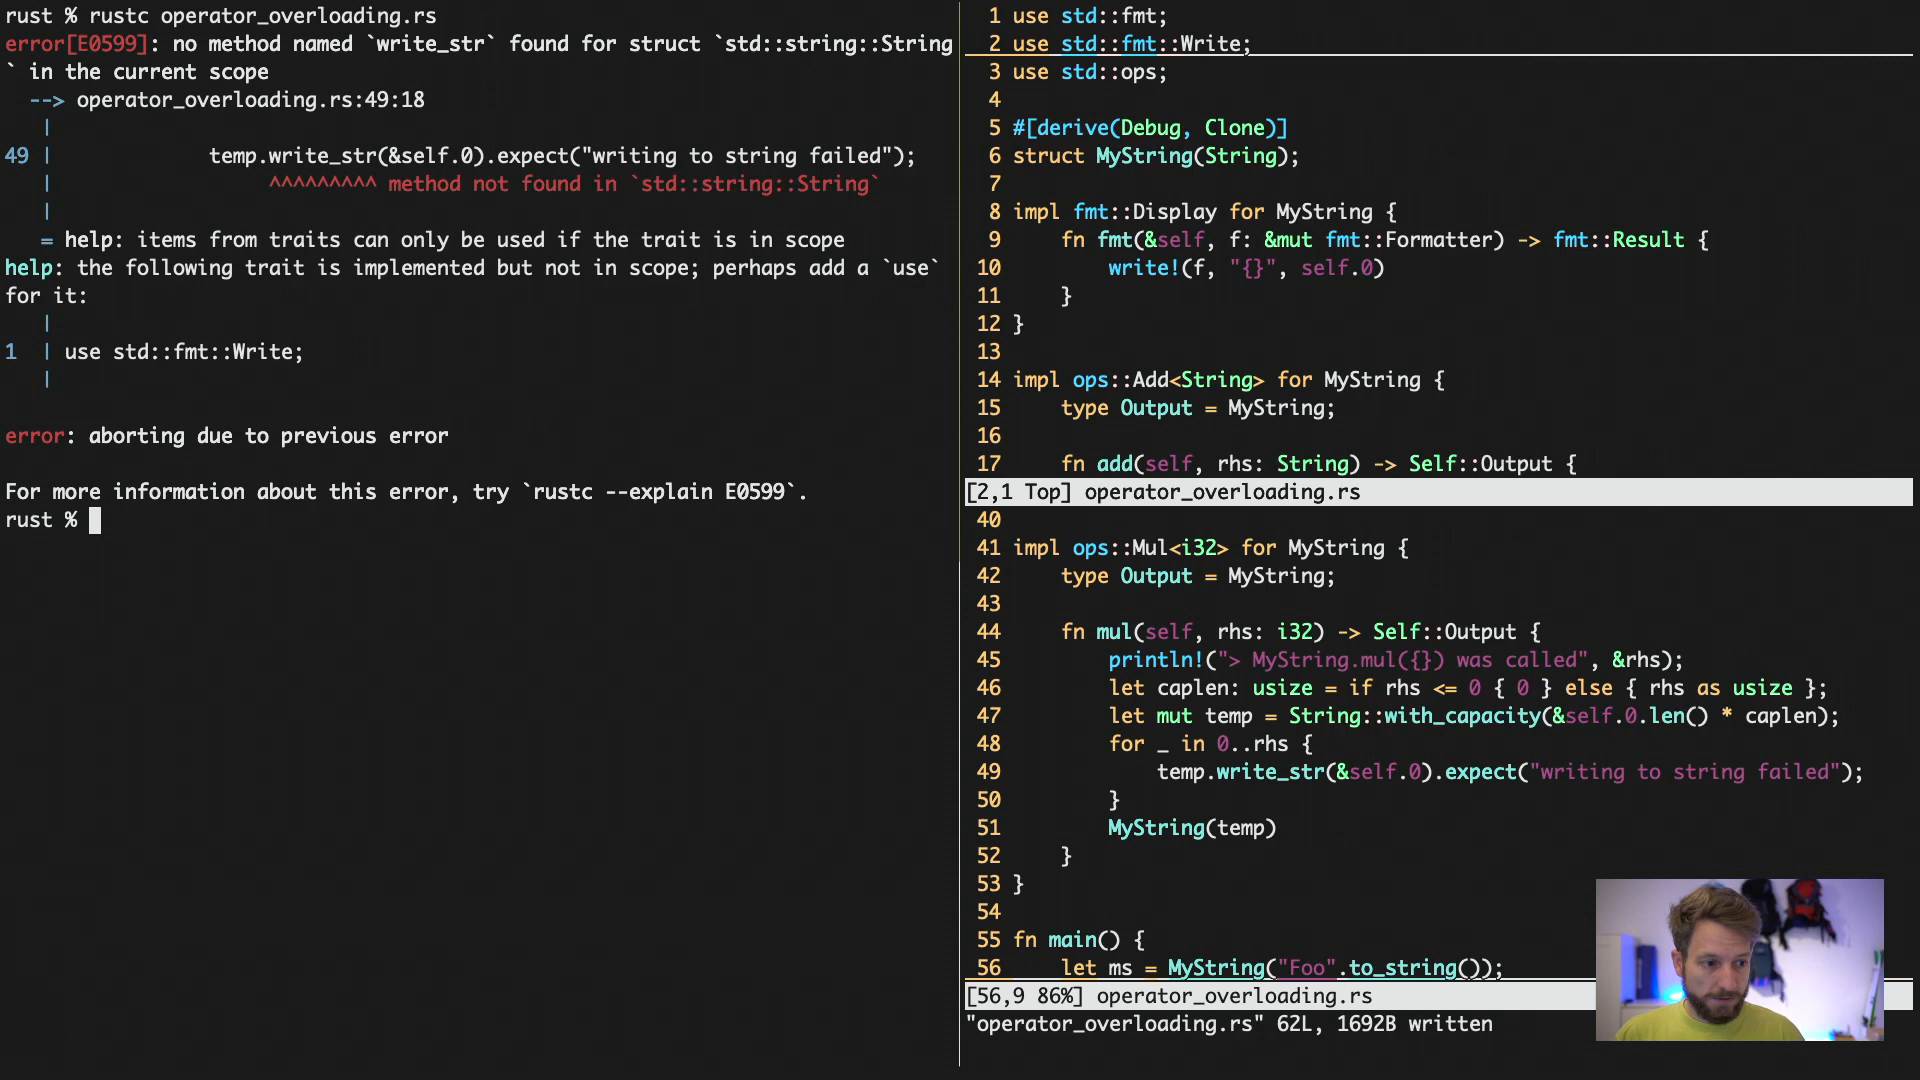 rust % rustc operator_overloading.rs
error[E0599]: no method named `write_str` found for struct `std::string::String
` in the current scope
  --> operator_overloading.rs:49:18
   |
49 |             temp.write_str(&self.0).expect("writing to string failed");
   |                  ^^^^^^^^^ method not found in `std::string::String`
   |
   = help: items from traits can only be used if the trait is in scope
help: the following trait is implemented but not in scope; perhaps add a `use`
for it:
   |
1  | use std::fmt::Write;
   |
error: aborting due to previous error
For more information about this error, try `rustc --explain E0599`.
rust %
1 use std::fmt;
2 use std::fmt::Write;
3 use std::ops;
4
5 #[derive(Debug, Clone)]
6 struct MyString(String);
7
8 impl fmt::Display for MyString {
9     fn fmt(&self, f: &mut fmt::Formatter) -> fmt::Result {
10         write!(f, "{}", self.0)
11     }
12 }
13
14 impl ops::Add<String> for MyString {
15     type Output = MyString;
16
17     fn add(self, rhs: String) -> Self::Output {
[2,1 Top] operator_overloading.rs
40
41 impl ops::Mul<i32> for MyString {
42     type Output = MyString;
43
44     fn mul(self, rhs: i32) -> Self::Output {
45         println!("> MyString.mul({}) was called", &rhs);
46         let caplen: usize = if rhs <= 0 { 0 } else { rhs as usize };
47         let mut temp = String::with_capacity(&self.0.len() * caplen);
48         for _ in 0..rhs {
49             temp.write_str(&self.0).expect("writing to string failed");
50         }
51         MyString(temp)
52     }
53 }
54
55 fn main() {
56     let ms = MyString("Foo".to_string());
[56,9 86%] operator_overloading.rs
"operator_overloading.rs" 62L, 1692B written